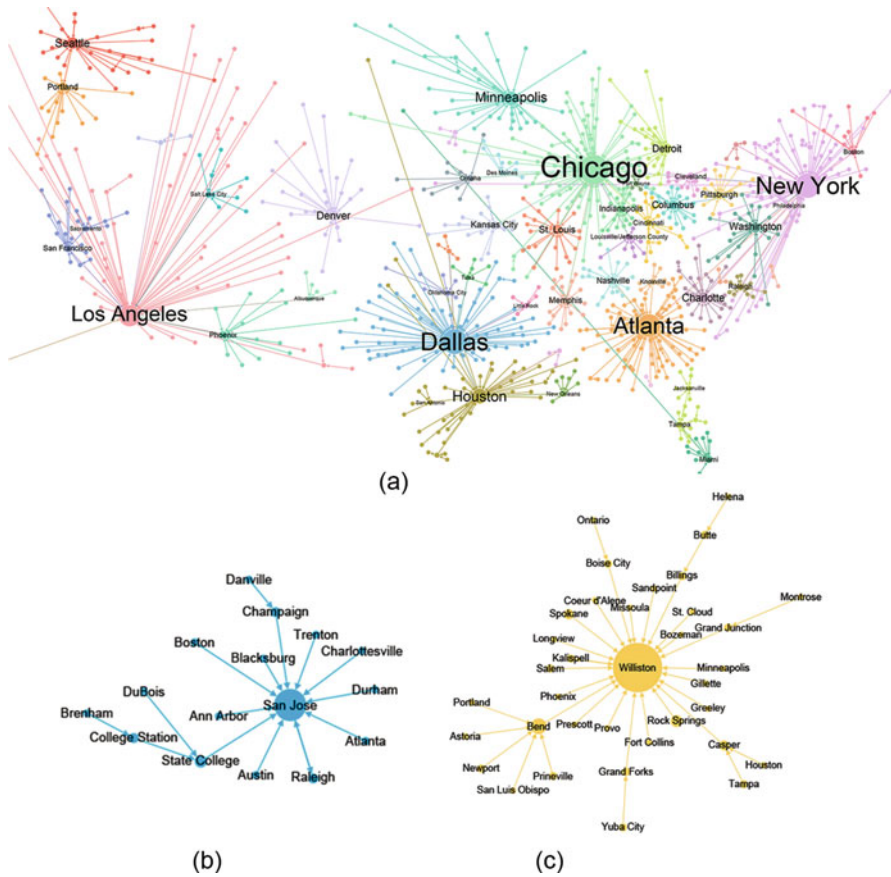 Seattle
Portland
Minneapolis
Chicago
Detroit
Boston
Cleveland
New York
Omaha
Des Moines
Salt Lake City
Pittsburgh
Philadelphia
Indianapolis
Columbus
Denver
Sacramento
San Francisco
Kansas City
St. Louis
Cincinnati
Washington
Louisville/Jefferson County
Los Angeles
Albuquerque
Phoenix
Tulsa
Oklahoma City
Little Rock
Memphis
Nashville
Knoxville
Charlotte
Raleigh
Dallas
Atlanta
San Antonio
Houston
New Orleans
Jacksonville
Tampa
Miami
(a)
Danville
Champaign
Boston
Trenton
Blacksburg
Charlottesville
DuBois
Durham
Brenham
Ann Arbor
San Jose
College Station
State College
Atlanta
Austin
Raleigh
(b)
Helena
Ontario
Butte
Boise City
Billings
Sandpoint
Coeur d'Alepe
Missoula
Montrose
Spokane
St. Cloud
Grand Junction
Longview
Bozeman
Kalispell
Salem
Williston
Minneapolis
Gillette
Phoenix
Greeley
Portland
Prescott
Provo
Rock Springs
Bend
Astoria
Fort Collins
Casper
Newport
Prineville
Grand Forks
Houston
San Luis Obispo
Tampa
Yuba City
(c)